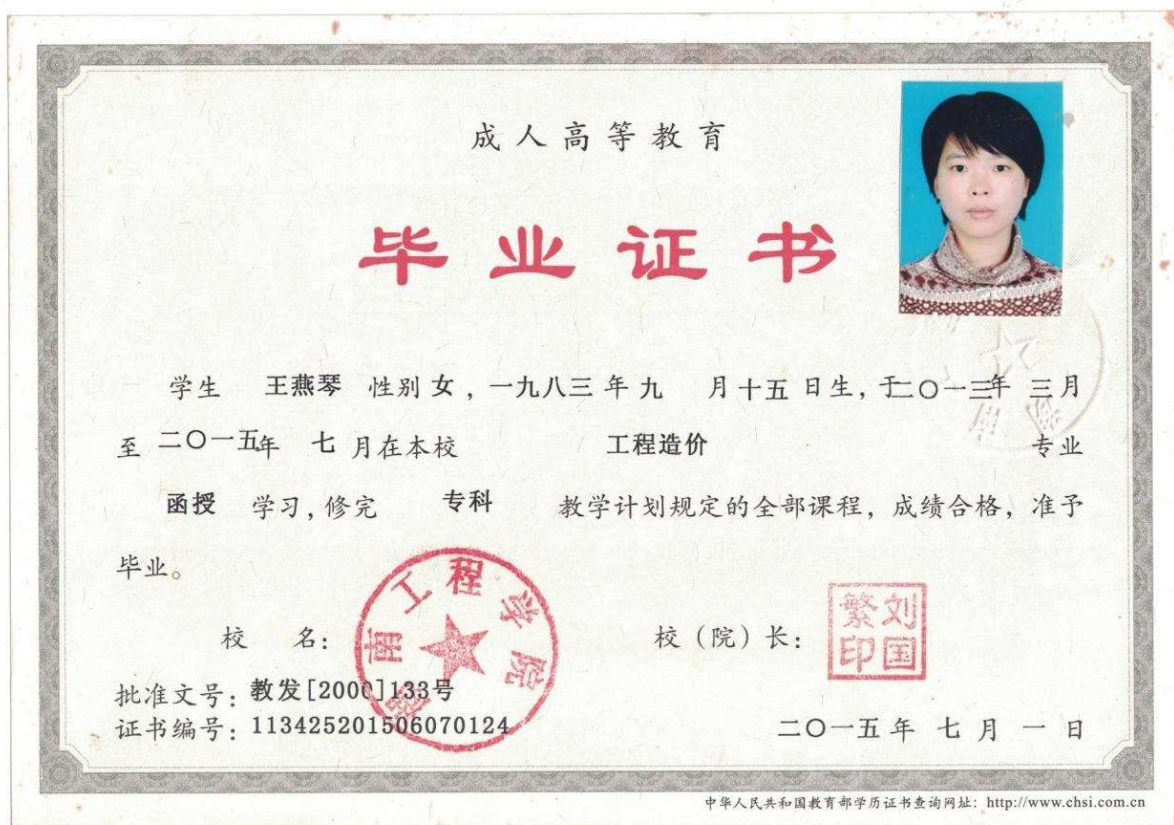 成人高等教育
毕业证书
学生 王燕琴 性别 女，一九八三年九月十五日生，于二〇一三年三月
至二〇一五年七月在本校 工程造价 专业
函授 学习，修完 专科 教学计划规定的全部课程，成绩合格，准予
毕业。
工程学院
校名： 校（院）长： 刘国繁印
批准文号：教发[2000]133号
证书编号：113425201506070124 二〇一五年七月一日
中华人民共和国教育部学历证书查询网址：http://www.chsi.com.cn